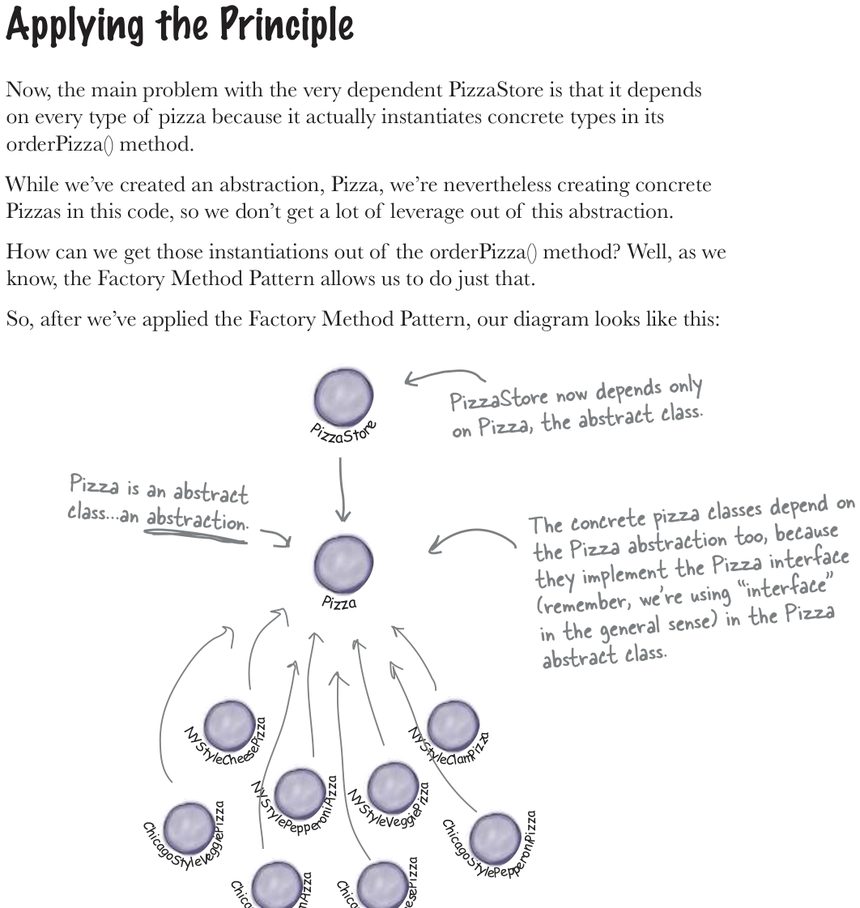 Applying the Principle
Now, the main problem with the very dependent PizzaStore is that it depends
on every type of pizza because it actually instantiates concrete types in its
orderPizza() method.
While we've created an abstraction, Pizza, we're nevertheless creating concrete
Pizzas in this code, so we don't get a lot of leverage out of this abstraction.
How can we get those instantiations out of the orderPizza() method? Well, as we
know, the Factory Method Pattern allows us to do just that.
So, after we've applied the Factory Method Pattern, our diagram looks like this:
PizzaStore now depends only
on Pizza, the abstract class.
PizzaStore
Pizza is an abstract
class...an abstraction.
The concrete pizza classes depend on
the Pizza abstraction too, because
they implement the Pizza interface
(remember, we're using "interface"
in the general sense) in the Pizza
abstract class.
Pizza
NYStyleCheesePizza
NYStyleClamPizza
NYStylePepperoniPizza
NYStyleVeggiePizza
ChicagoStyleVeggiePizza
ChicagoStylePepperoniPizza